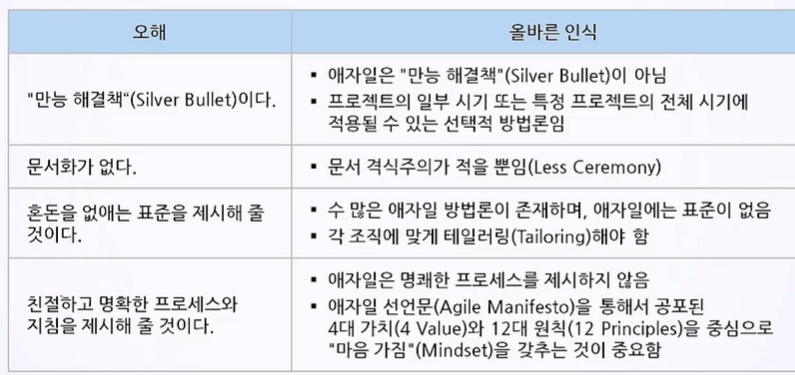 오해
올바른 인식
"만능 해결책“(Silver Bullet)이다.
▪ 애자일은 "만능 해결책"(Silver Bullet)이 아님
▪ 프로젝트의 일부 시기 또는 특정 프로젝트의 전체 시기에
적용될 수 있는 선택적 방법론임
문서화가 없다.
▪ 문서 격식주의가 적을 뿐임(Less Ceremony)
혼돈을 없애는 표준을 제시해 줄
것이다.
▪ 수 많은 애자일 방법론이 존재하며, 애자일에는 표준이 없음
▪ 각 조직에 맞게 테일러링(Tailoring)해야 함
친절하고 명확한 프로세스와
지침을 제시해 줄 것이다.
▪ 애자일은 명쾌한 프로세스를 제시하지 않음
▪ 애자일 선언문(Agile Manifesto)을 통해서 공포된
4대 가치(4 Value)와 12대 원칙(12 Principles)을 중심으로
"마음 가짐"(Mindset)을 갖추는 것이 중요함